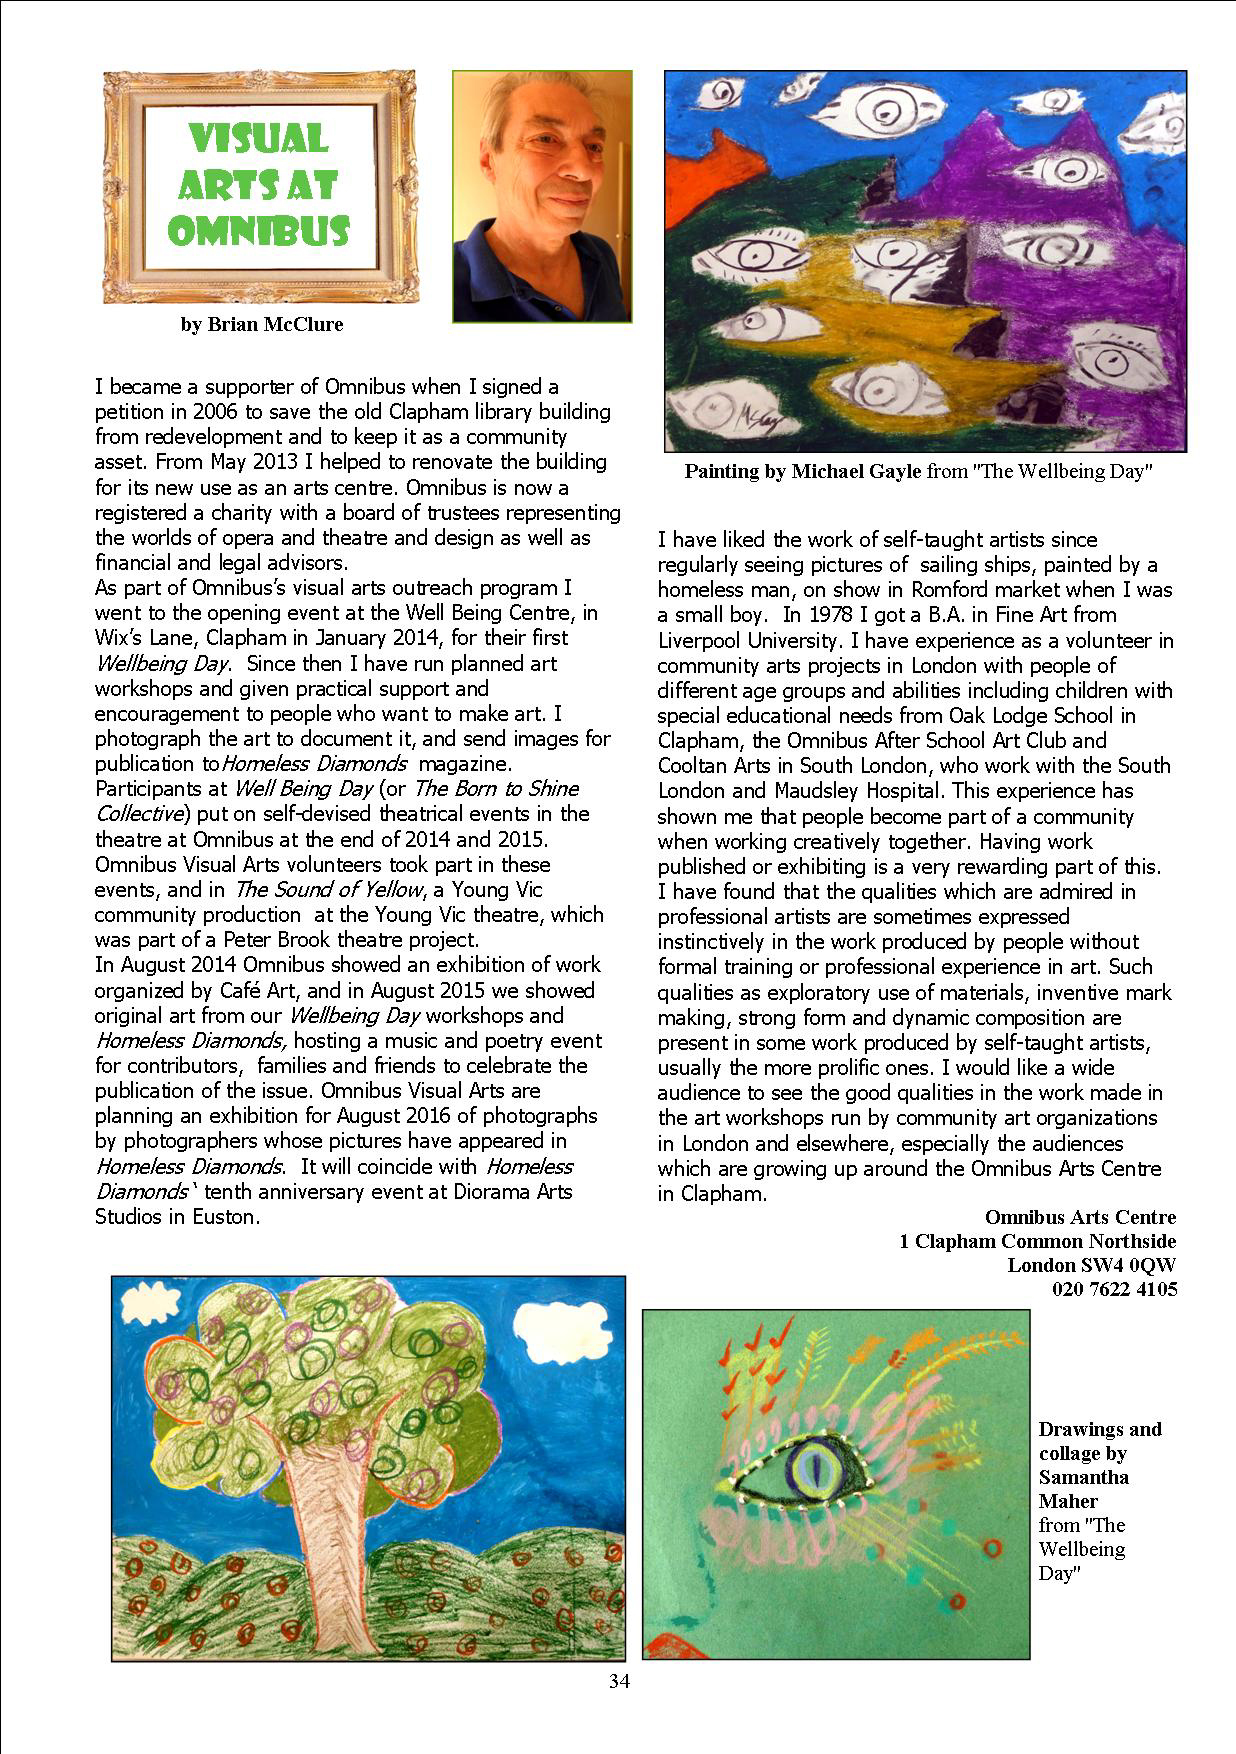 VISUAL
ARTS AT
OMNIBUS
by Brian McClure
I became a supporter of Omnibus when I signed a
petition in 2006 to save the old Clapham library building
from redevelopment and to keep it as a community
asset. From May 2013 I helped to renovate the building
for its new use as an arts centre. Omnibus is now a
registered a charity with a board of trustees representing
the worlds of opera and theatre and design as well as
financial and legal advisors.
As part of Omnibus’s visual arts outreach program I
went to the opening event at the Well Being Centre, in
Wix’s Lane, Clapham in January 2014, for their first
Wellbeing Day.  Since then I have run planned art
workshops and given practical support and
encouragement to people who want to make art. I
photograph the art to document it, and send images for
publication toHomeless Diamonds  magazine.
Participants at Well Being Day (or The Born to Shine
Collective) put on self-devised theatrical events in the
theatre at Omnibus at the end of 2014 and 2015.
Omnibus Visual Arts volunteers took part in these
events, and in The Sound of Yellow, a Young Vic
community production  at the Young Vic theatre, which
was part of a Peter Brook theatre project.
In August 2014 Omnibus showed an exhibition of work
organized by Café Art, and in August 2015 we showed
original art from our Wellbeing Day workshops and
Homeless Diamonds, hosting a music and poetry event
for contributors,  families and friends to celebrate the
publication of the issue. Omnibus Visual Arts are
planning an exhibition for August 2016 of photographs
by photographers whose pictures have appeared in
Homeless Diamonds.  It will coincide with Homeless
Diamonds ‘ tenth anniversary event at Diorama Arts
Studios in Euston.
Painting by Michael Gayle from "The Wellbeing Day"
I have liked the work of self-taught artists since
regularly seeing pictures of  sailing ships, painted by a
homeless man, on show in Romford market when I was
a small boy.  In 1978 I got a B.A. in Fine Art from
Liverpool University. I have experience as a volunteer in
community arts projects in London with people of
different age groups and abilities including children with
special educational needs from Oak Lodge School in
Clapham, the Omnibus After School Art Club and
Cooltan Arts in South London, who work with the South
London and Maudsley Hospital. This experience has
shown me that people become part of a community
when working creatively together. Having work
published or exhibiting is a very rewarding part of this.
I have found that the qualities which are admired in
professional artists are sometimes expressed
instinctively in the work produced by people without
formal training or professional experience in art. Such
qualities as exploratory use of materials, inventive mark
making, strong form and dynamic composition are
present in some work produced by self-taught artists,
usually the more prolific ones. I would like a wide
audience to see the good qualities in the work made in
the art workshops run by community art organizations
in London and elsewhere, especially the audiences
which are growing up around the Omnibus Arts Centre
in Clapham.
Omnibus Arts Centre
1 Clapham Common Northside
London SW4 0QW
020 7622 4105
Drawings and
collage by
Samantha
Maher
from "The
Wellbeing
Day"
34